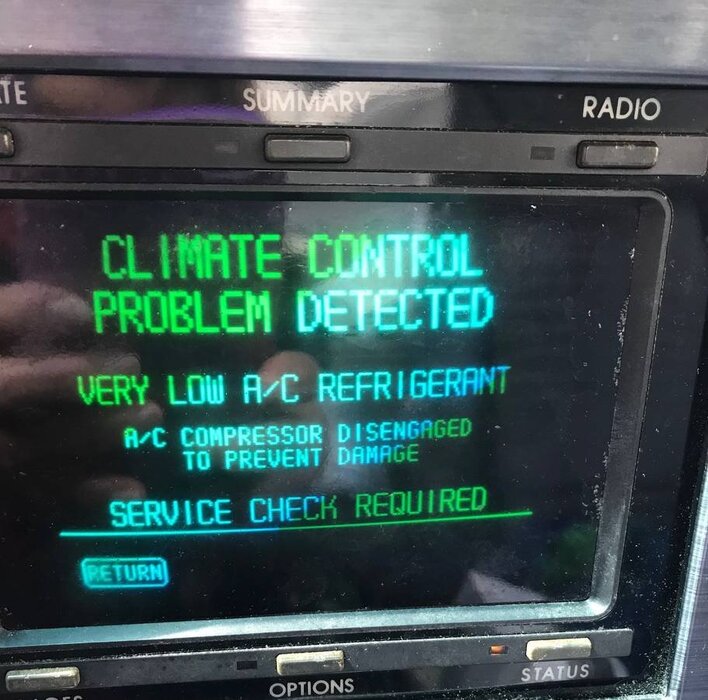 SUMMARY
RADIO
CLIMATE CONTROL
PROBLEM DETECTED
VERY LOW A/C REFRIGERANT
A/C COMPRESSOR DISENGAGED
TO PREVENT DAMAGE
SERVICE CHECK REQUIRED
RETURN
OPTIONS
STATUS